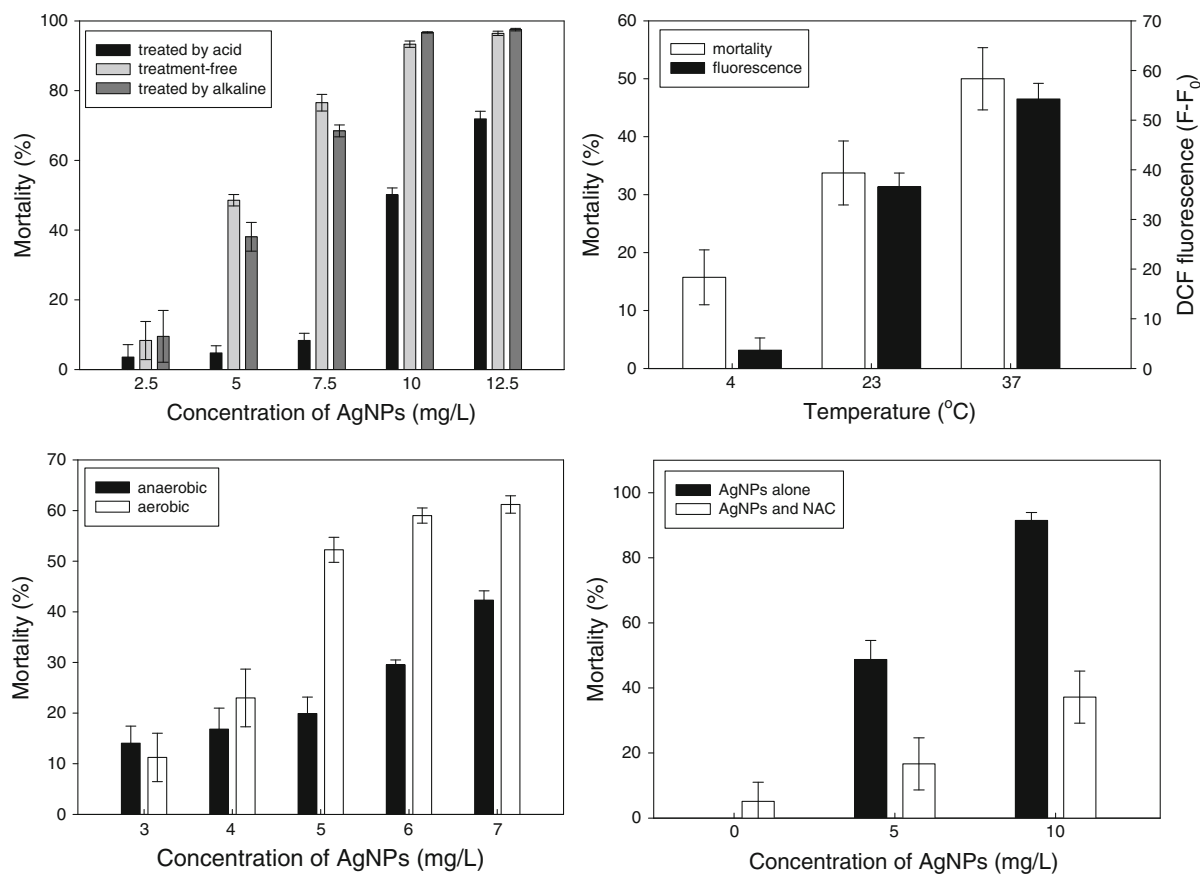 100
80
60
40
20
0
Mortality (%)
treated by acid
treatment-free
treated by alkaline
2.5 5 7.5 10 12.5
Concentration of AgNPs (mg/L)
60
50
40
30
20
10
0
Mortality (%)
mortality
fluorescence
70
60
50
40
30
20
10
0
DCF fluorescence (F-F₀)
4 23 37
Temperature (°C)
70
60
50
40
30
20
10
0
Mortality (%)
anaerobic
aerobic
3 4 5 6 7
Concentration of AgNPs (mg/L)
100
80
60
40
20
0
Mortality (%)
AgNPs alone
AgNPs and NAC
0 5 10
Concentration of AgNPs (mg/L)